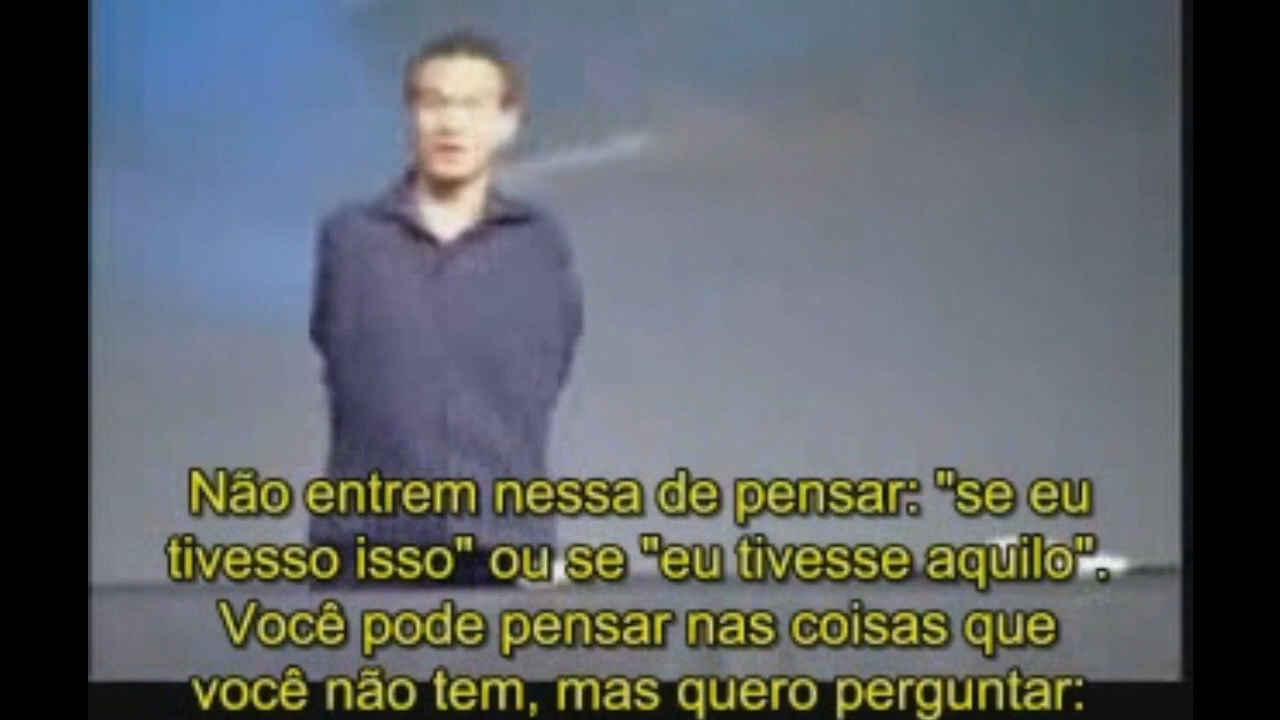 Não entrem nessa de pensar: "se eu
tivesso isso" ou se "eu tivesse aquilo".
Você pode pensar nas coisas que
você não tem, mas quero perguntar: